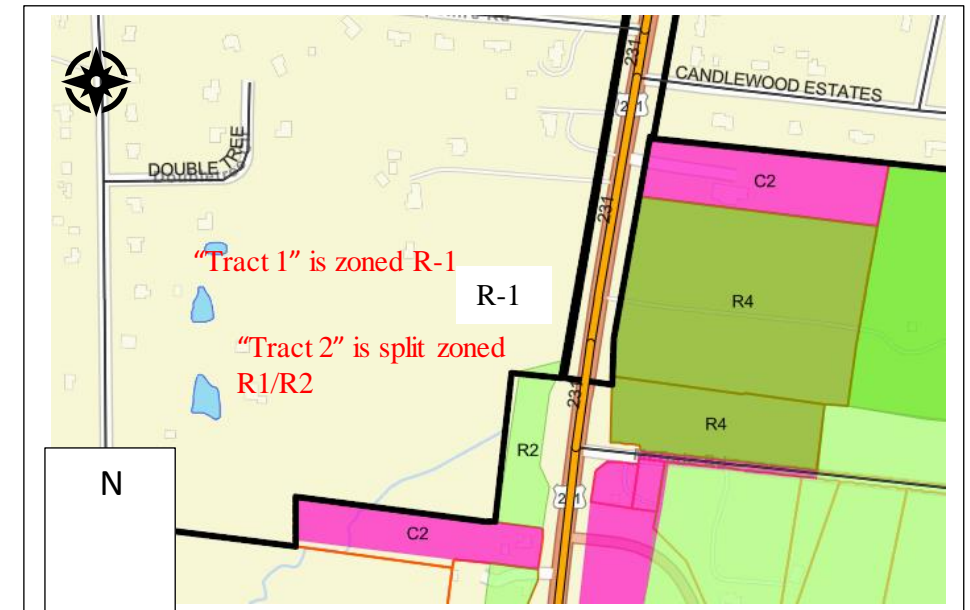 231
CANDLEWOOD ESTATES
DOUBLE TREE
C2
231
“Tract 1” is zoned R-1
R-1
R4
“Tract 2” is split zoned
R1/R2
231
R4
R2
N
C2